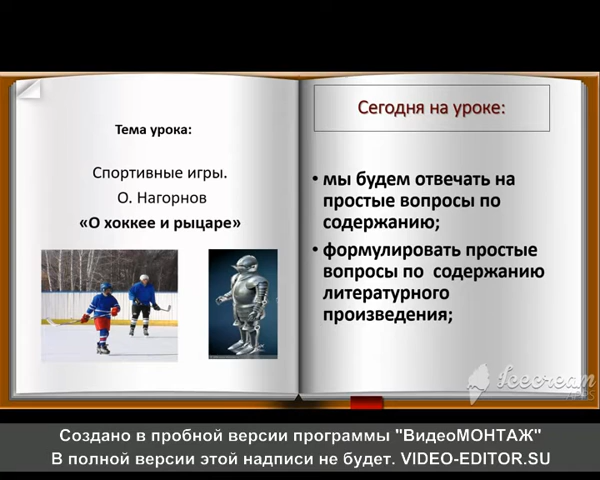 Тема урока:
Спортивные игры.
О. Нагорнов
«О хоккее и рыцаре»
Сегодня на уроке:
• мы будем отвечать на
простые вопросы по
содержанию;
• формулировать простые
вопросы по содержанию
литературного
произведения;
Icecream
Создано в пробной версии программы "ВидеоМОНТАЖ"
В полной версии этой надписи не будет. VIDEO-EDITOR.SU